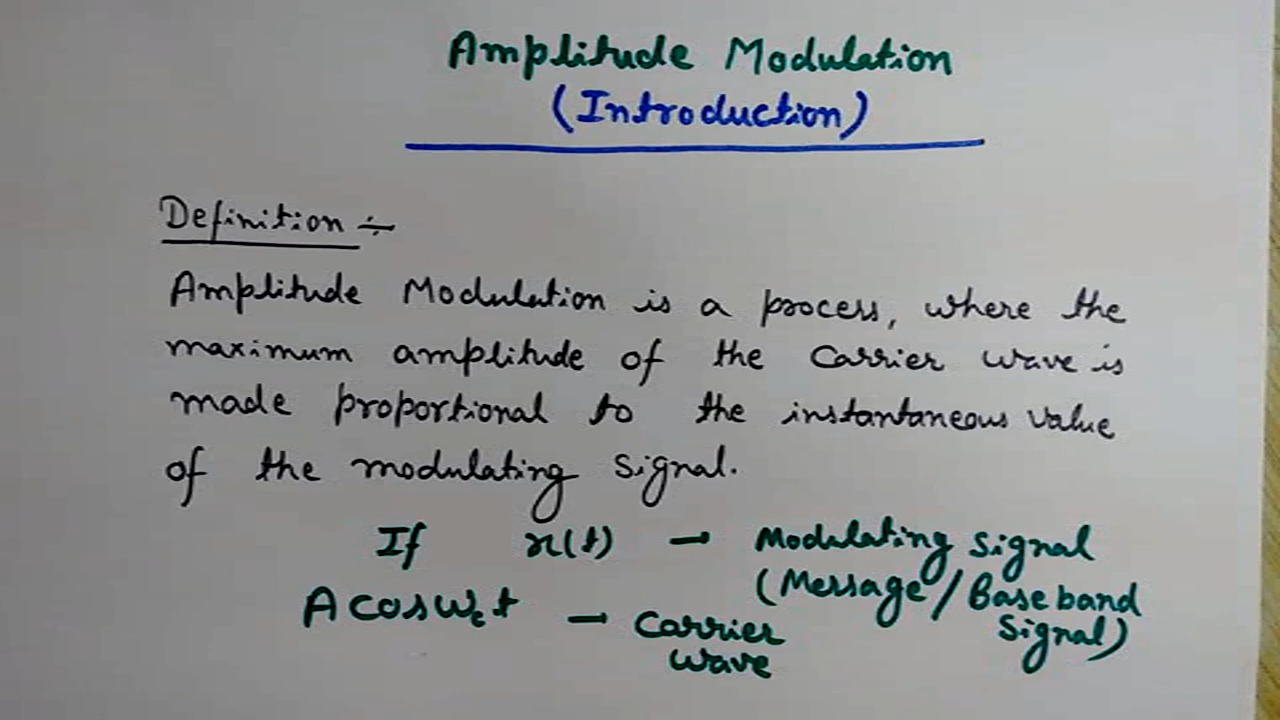 Amplitude Modulation
(Introduction)
Definition ÷
Amplitude Modulation is a process, where the
maximum amplitude of the Carrier wave is
made proportional to the instantaneous value
of the modulating signal.
If x(t) → Modulating signal
(Message/Base band
A cos ωct → Carrier
Signal)
wave